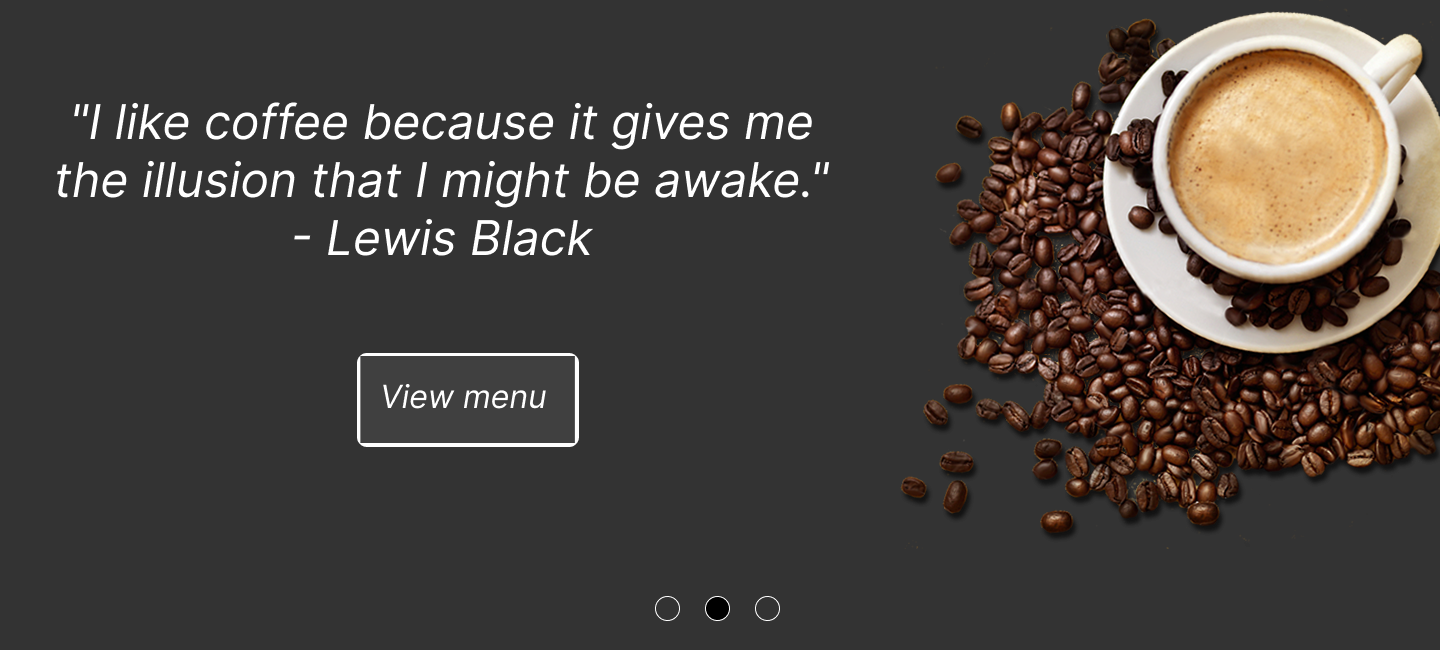 "I like coffee because it gives me
the illusion that I might be awake."
- Lewis Black
View menu